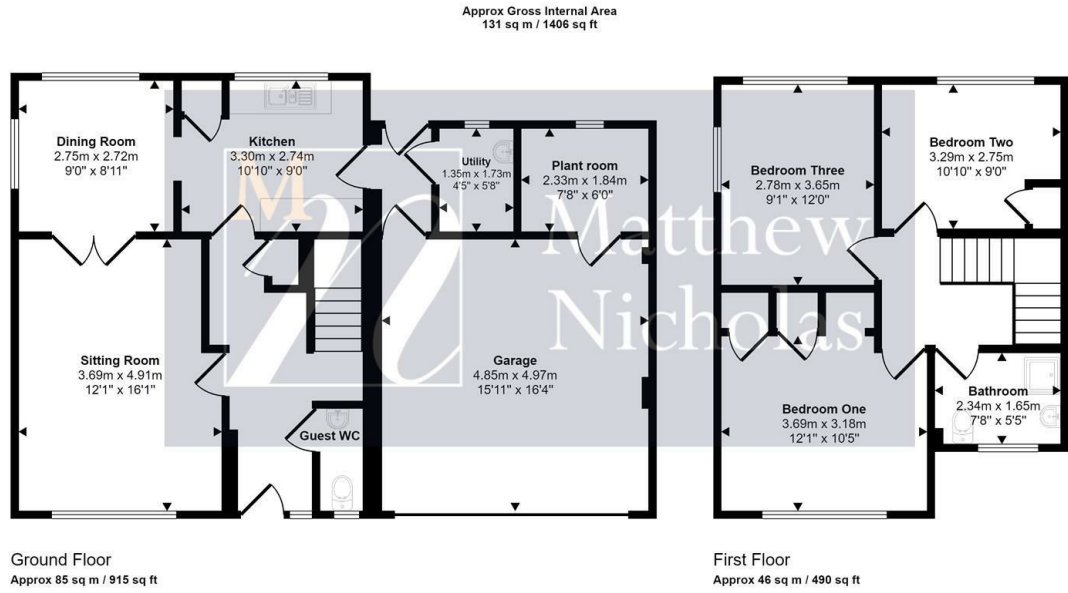 Approx Gross Internal Area
131 sq m / 1406 sq ft
Dining Room
2.75m x 2.72m
9'0" x 8'11"
Kitchen
3.30m x 2.74m
10'10" x 9'0"
Utility
1.35m x 1.73m
4'5" x 5'8"
Plant room
2.33m x 1.84m
7'8" x 6'0"
Bedroom Three
2.78m x 3.65m
9'1" x 12'0"
Bedroom Two
3.29m x 2.75m
10'10" x 9'0"
M
Matthew
Nicholas
n
Sitting Room
3.69m x 4.91m
12'1" x 16'1"
Garage
4.85m x 4.97m
15'11" x 16'4"
Guest WC
Bedroom One
3.69m x 3.18m
12'1" x 10'5"
Bathroom
2.34m x 1.65m
7'8" x 5'5"
Ground Floor
Approx 85 sq m / 915 sq ft
First Floor
Approx 46 sq m / 490 sq ft